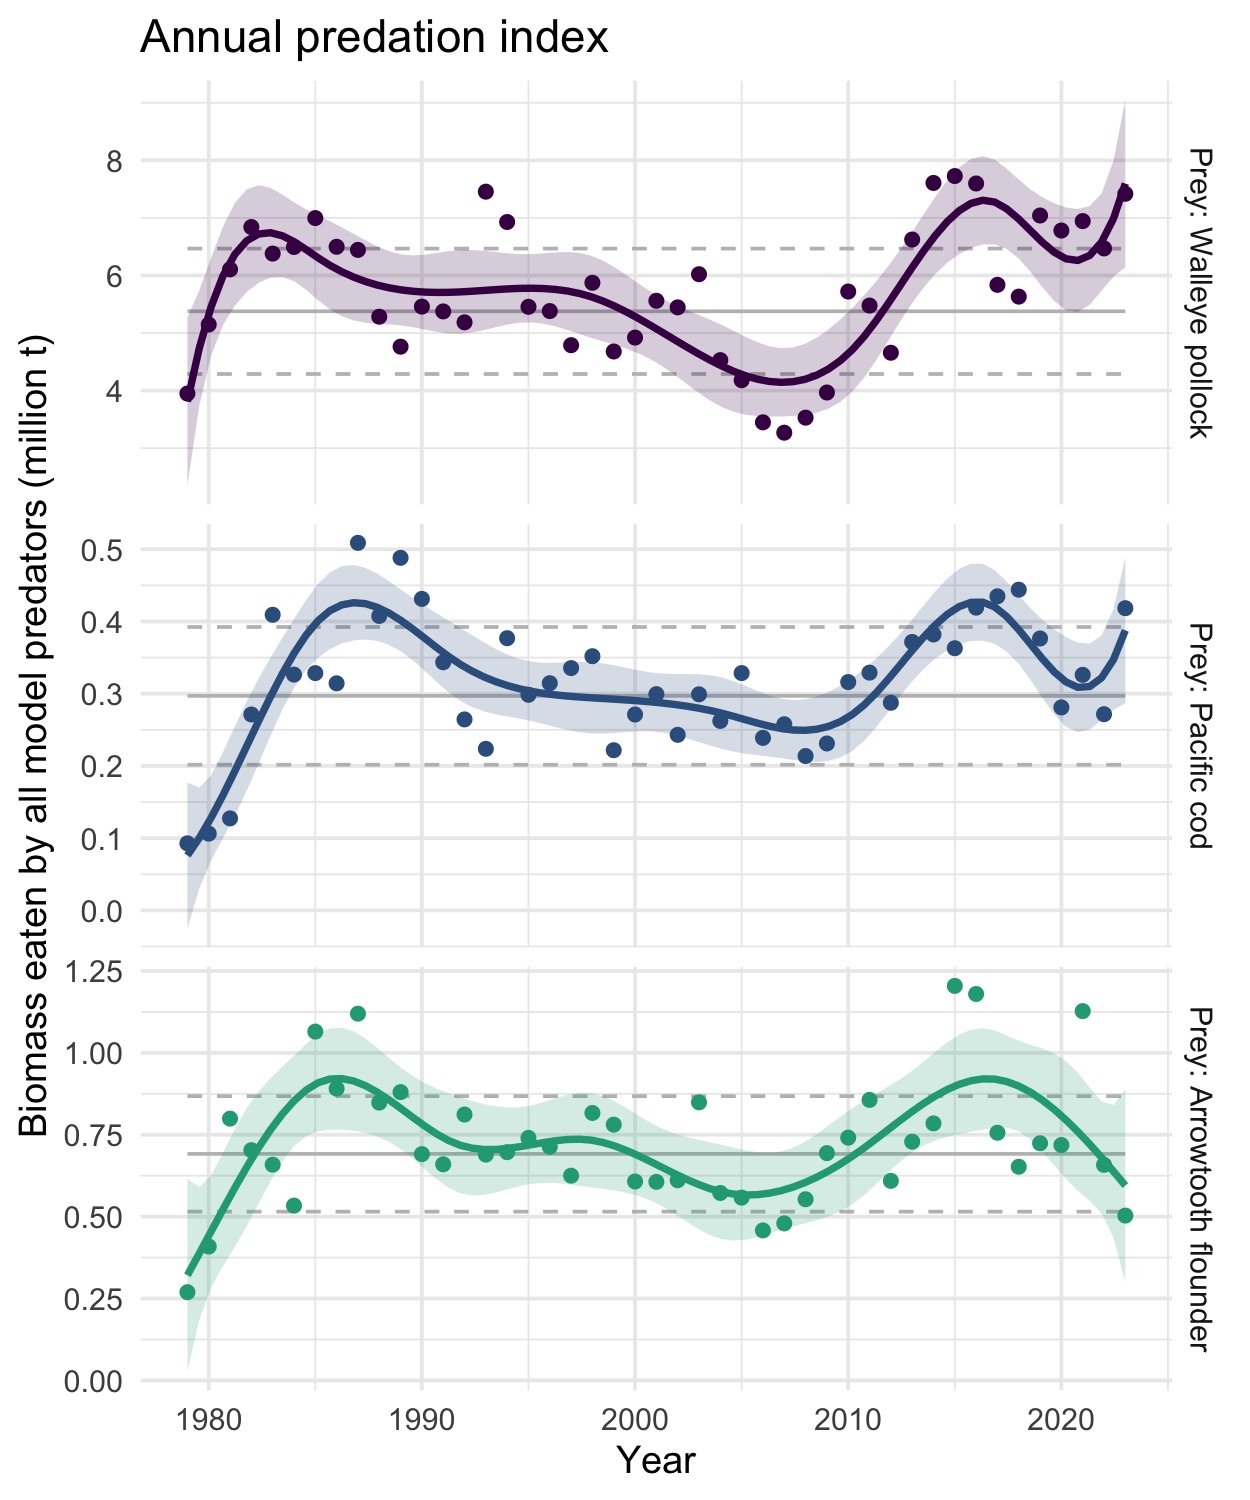 Annual predation index
Biomass eaten by all model predators (million t)
8
6
4
Prey: Walleye pollock
0.5
0.4
0.3
0.2
0.1
0.0
Prey: Pacific cod
1.25
1.00
0.75
0.50
0.25
0.00
Prey: Arrowtooth flounder
1980 1990 2000 2010 2020
Year